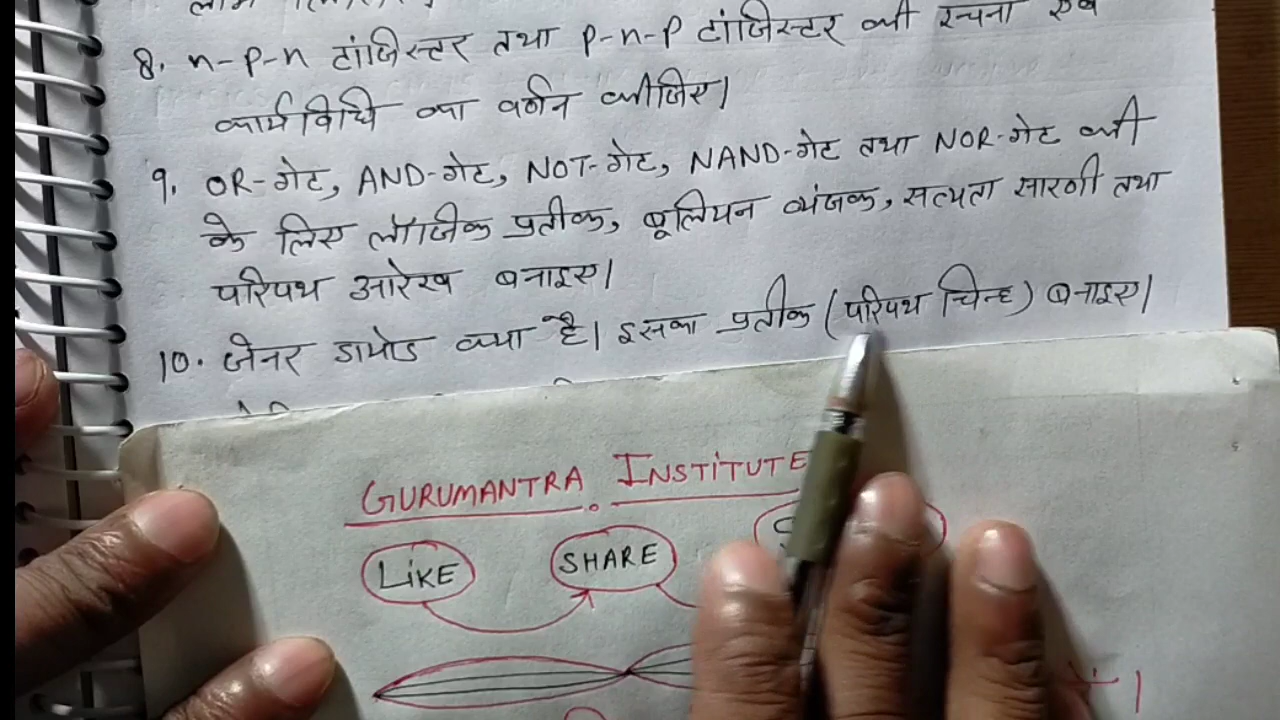 8. n-p-n ट्रांजिस्टर तथा p-n-p ट्रांजिस्टर की रचना एवं
कार्यविधि का वर्णन कीजिए।
9. OR-गेट, AND-गेट, NOT-गेट, NAND-गेट तथा NOR-गेट की
के लिए लॉजिक प्रतीक, बूलियन व्यंजक, सत्यता सारणी तथा
परिपथ आरेख बनाइए।
10. जेनर डायोड क्या है। इसका प्रतीक (परिपथ चिन्ह) बनाइए।
GURUMANTRA INSTITUTE
LIKE
SHARE